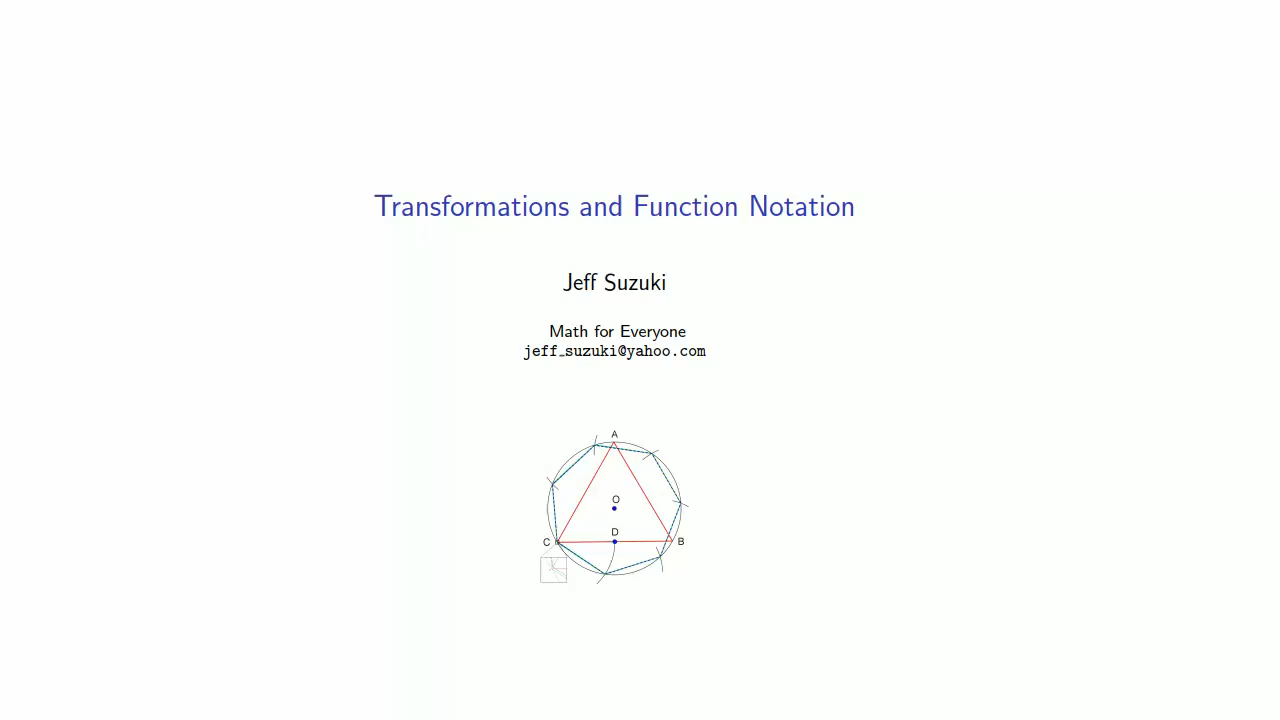 Transformations and Function Notation
Jeff Suzuki
Math for Everyone
jeff_suzuki@yahoo.com
A
O
D
C
B